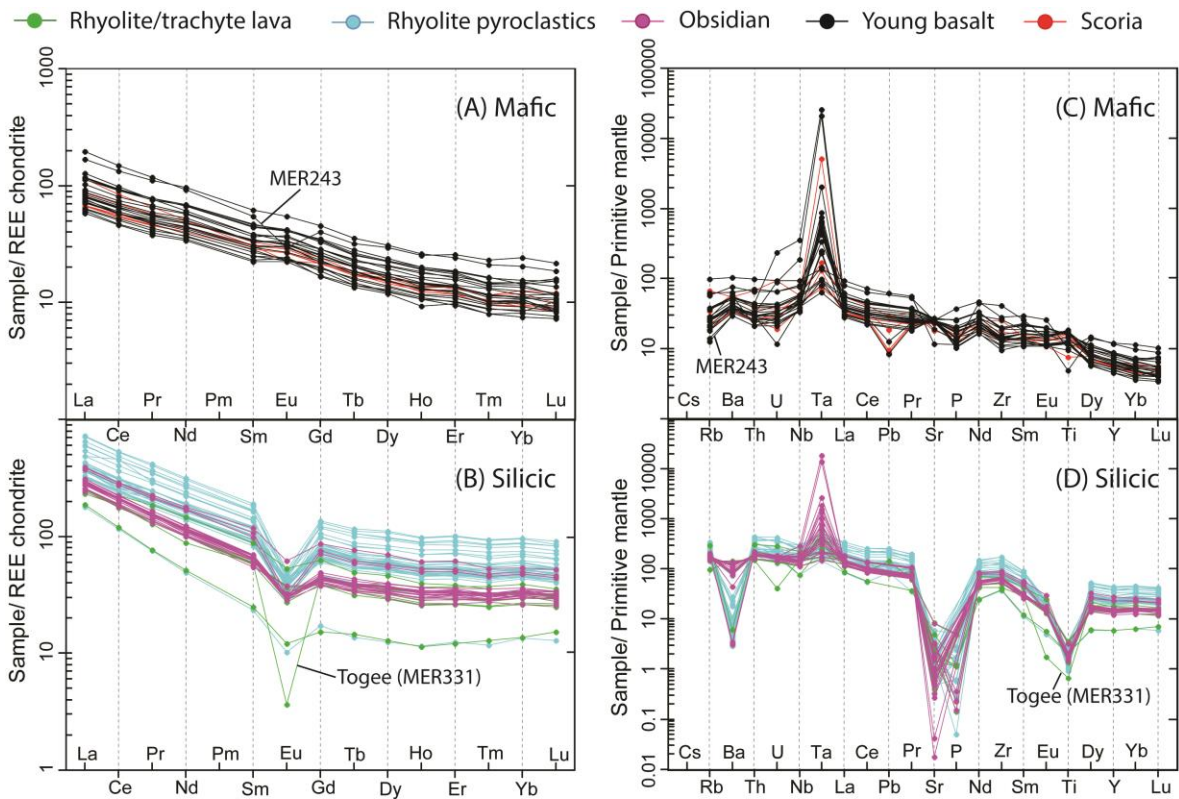 Rhyolite/trachyte lava Rhyolite pyroclastics Obsidian Young basalt Scoria
Sample/ REE chondrite
1000
100
10
(A) Mafic
MER243
La Pr Pm Eu Tb Ho Tm Lu
Ce Nd Sm Gd Dy Er Yb
Sample/ Primitive mantle
100000
10000
1000
100
10
(C) Mafic
MER243
Cs Ba U Ta Ce Pr P Zr Eu Dy Yb
Pb
Rb Th Nb La Sr Nd Sm Ti Y Lu
Sample/ REE chondrite
100
10
1
(B) Silicic
Togee (MER331)
La Pr Pm Eu Tb Ho Tm Lu
Ce Nd Sm Gd Dy Er Yb
Sample/ Primitive mantle
10000
1000
100
10
1
0.1
0.01
(D) Silicic
Togee (MER331)
Cs Ba U Ta Ce Pr P Zr Eu Dy Yb
Rb Th Nb La Pb Sr Nd Sm Ti Y Lu